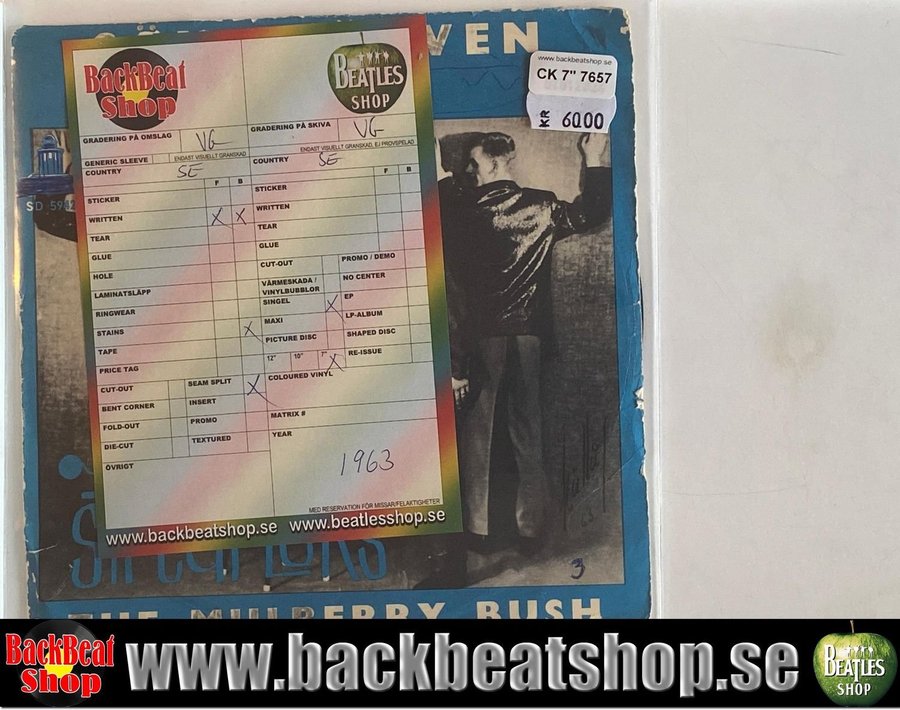 VEN
www.backbeatshop.se
CK 7" 7657
KR 6000
BackBeat
Shop
BEATLES
SHOP
GRADERING PÅ OMSLAG VG
GRADERING PÅ SKIVA VG
GENERIC SLEEVE
ENDAST VISUELLT GRANSKAD
ENDAST VISUELLT GRANSKAD, EJ PROVSPELAD
COUNTRY SE
COUNTRY SE
F B
F B
STICKER
WRITTEN X X
TEAR
GLUE
HOLE
LAMINATSLÄPP
RINGWEAR
STAINS X
TAPE
PRICE TAG
CUT-OUT
SEAM SPLIT X
BENT CORNER
INSERT
FOLD-OUT
PROMO
DIE-CUT
TEXTURED
ÖVRIGT
STICKER
WRITTEN
TEAR
GLUE
CUT-OUT
PROMO / DEMO
VÄRMESKADA /
VINYLBUBBLOR
NO CENTER
SINGEL X
EP
MAXI
LP-ALBUM
PICTURE DISC
SHAPED DISC
12" 10" 7" X
RE-ISSUE
COLOURED VINYL
MATRIX #
YEAR
1963
MED RESERVATION FÖR MISSAR/FELAKTIGHETER
www.backbeatshop.se www.beatlesshop.se
SD 5982
63
3
THE MULBERRY BUSH
BackBeat
Shop
www.backbeatshop.se
BEATLES
SHOP